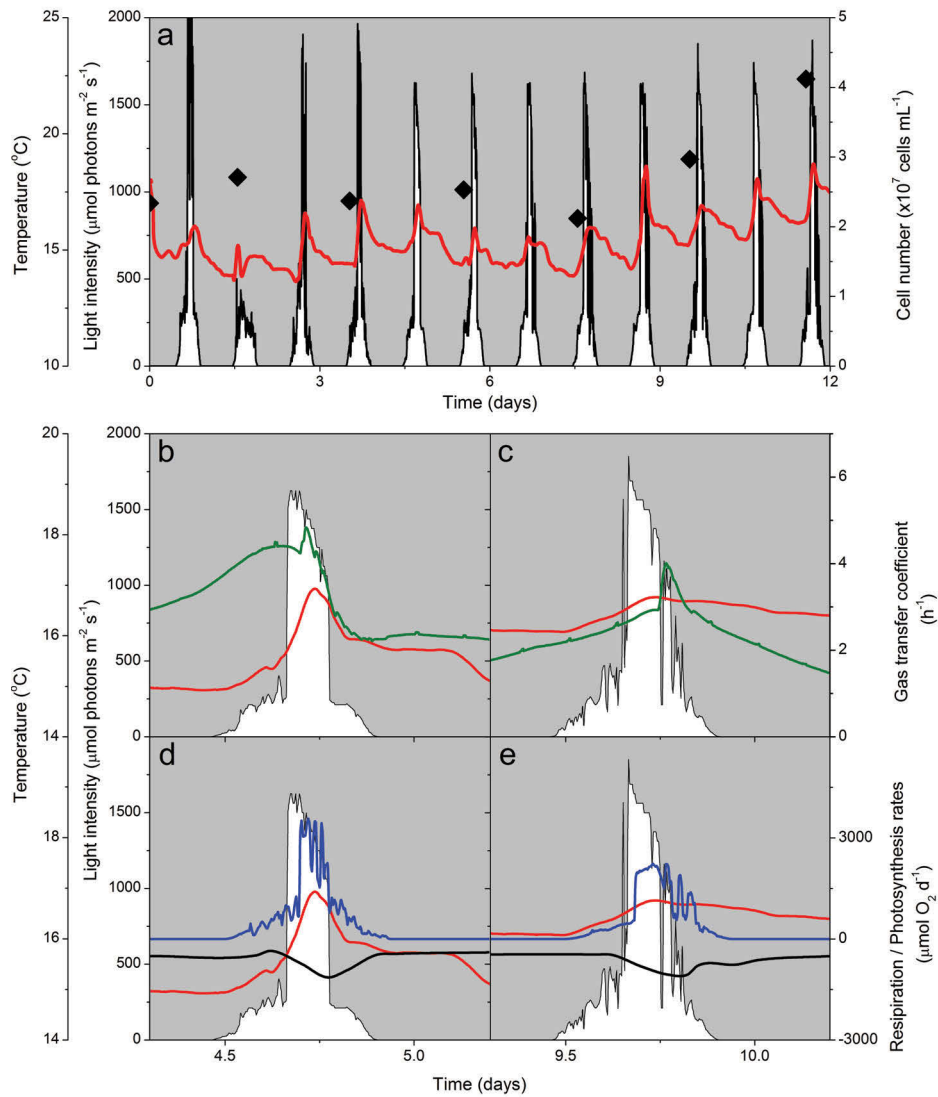 25
20
15
10
Temperature (°C)
2000
1500
1000
500
0
Light intensity (μmol photons m⁻² s⁻¹)
a
5
4
3
2
1
0
Cell number (x10⁷ cells mL⁻¹)
0
3
6
9
12
Time (days)
20
18
16
14
Temperature (°C)
2000
1500
1000
500
0
Light intensity (μmol photons m⁻² s⁻¹)
b
c
6
4
2
0
Gas transfer coefficient
(h⁻¹)
18
16
14
1500
1000
500
0
d
e
3000
0
-3000
Resipiration / Photosynthesis rates
(μmol O₂ d⁻¹)
4.5
5.0
9.5
10.0
Time (days)